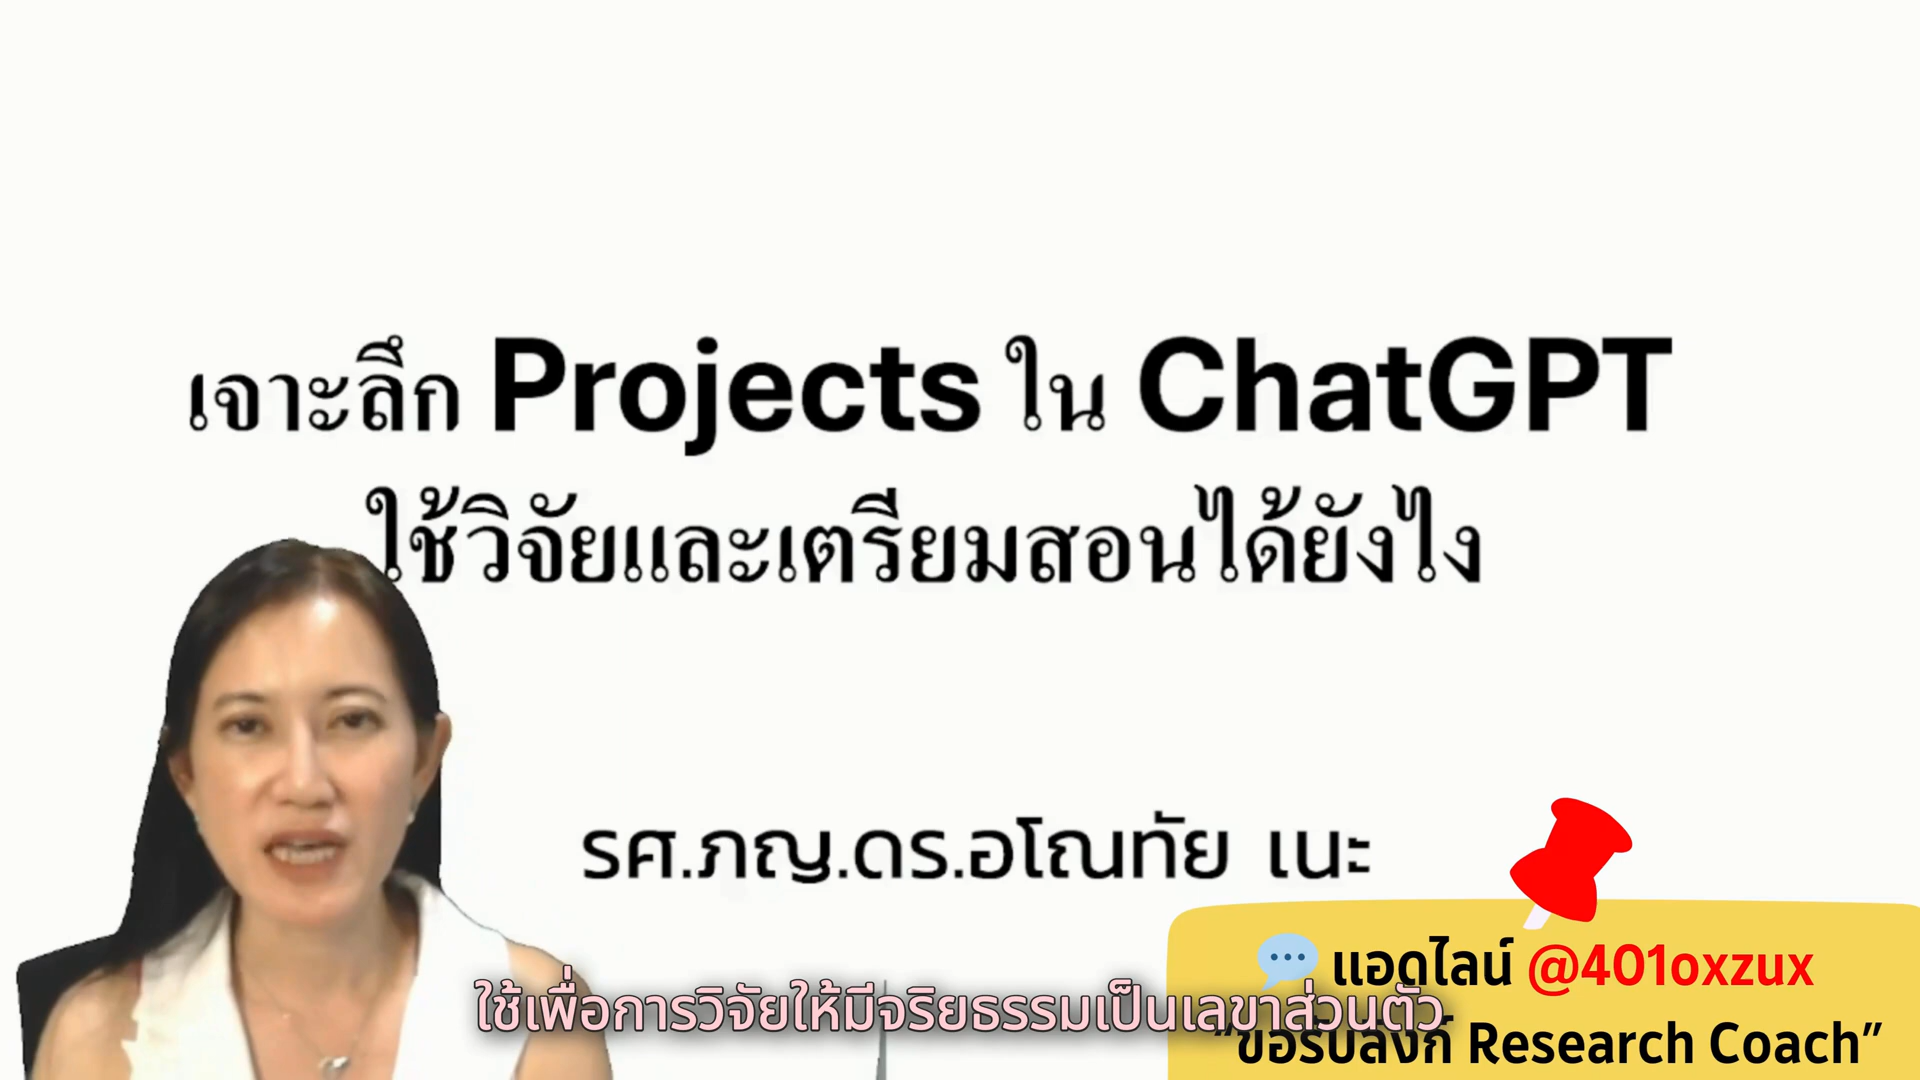 เจาะลึก Projects ใน ChatGPT
ใช้วิจัยและเตรียมสอนได้ยังไง
รศ.ภญ.ดร.อโณทัย เนะ
💬 แอดไลน์ @401oxzux
ใช้เพื่อการวิจัยให้มีจริยธรรมเป็นเลขาส่วนตัว
“ขอรับลิงก์ Research Coach”